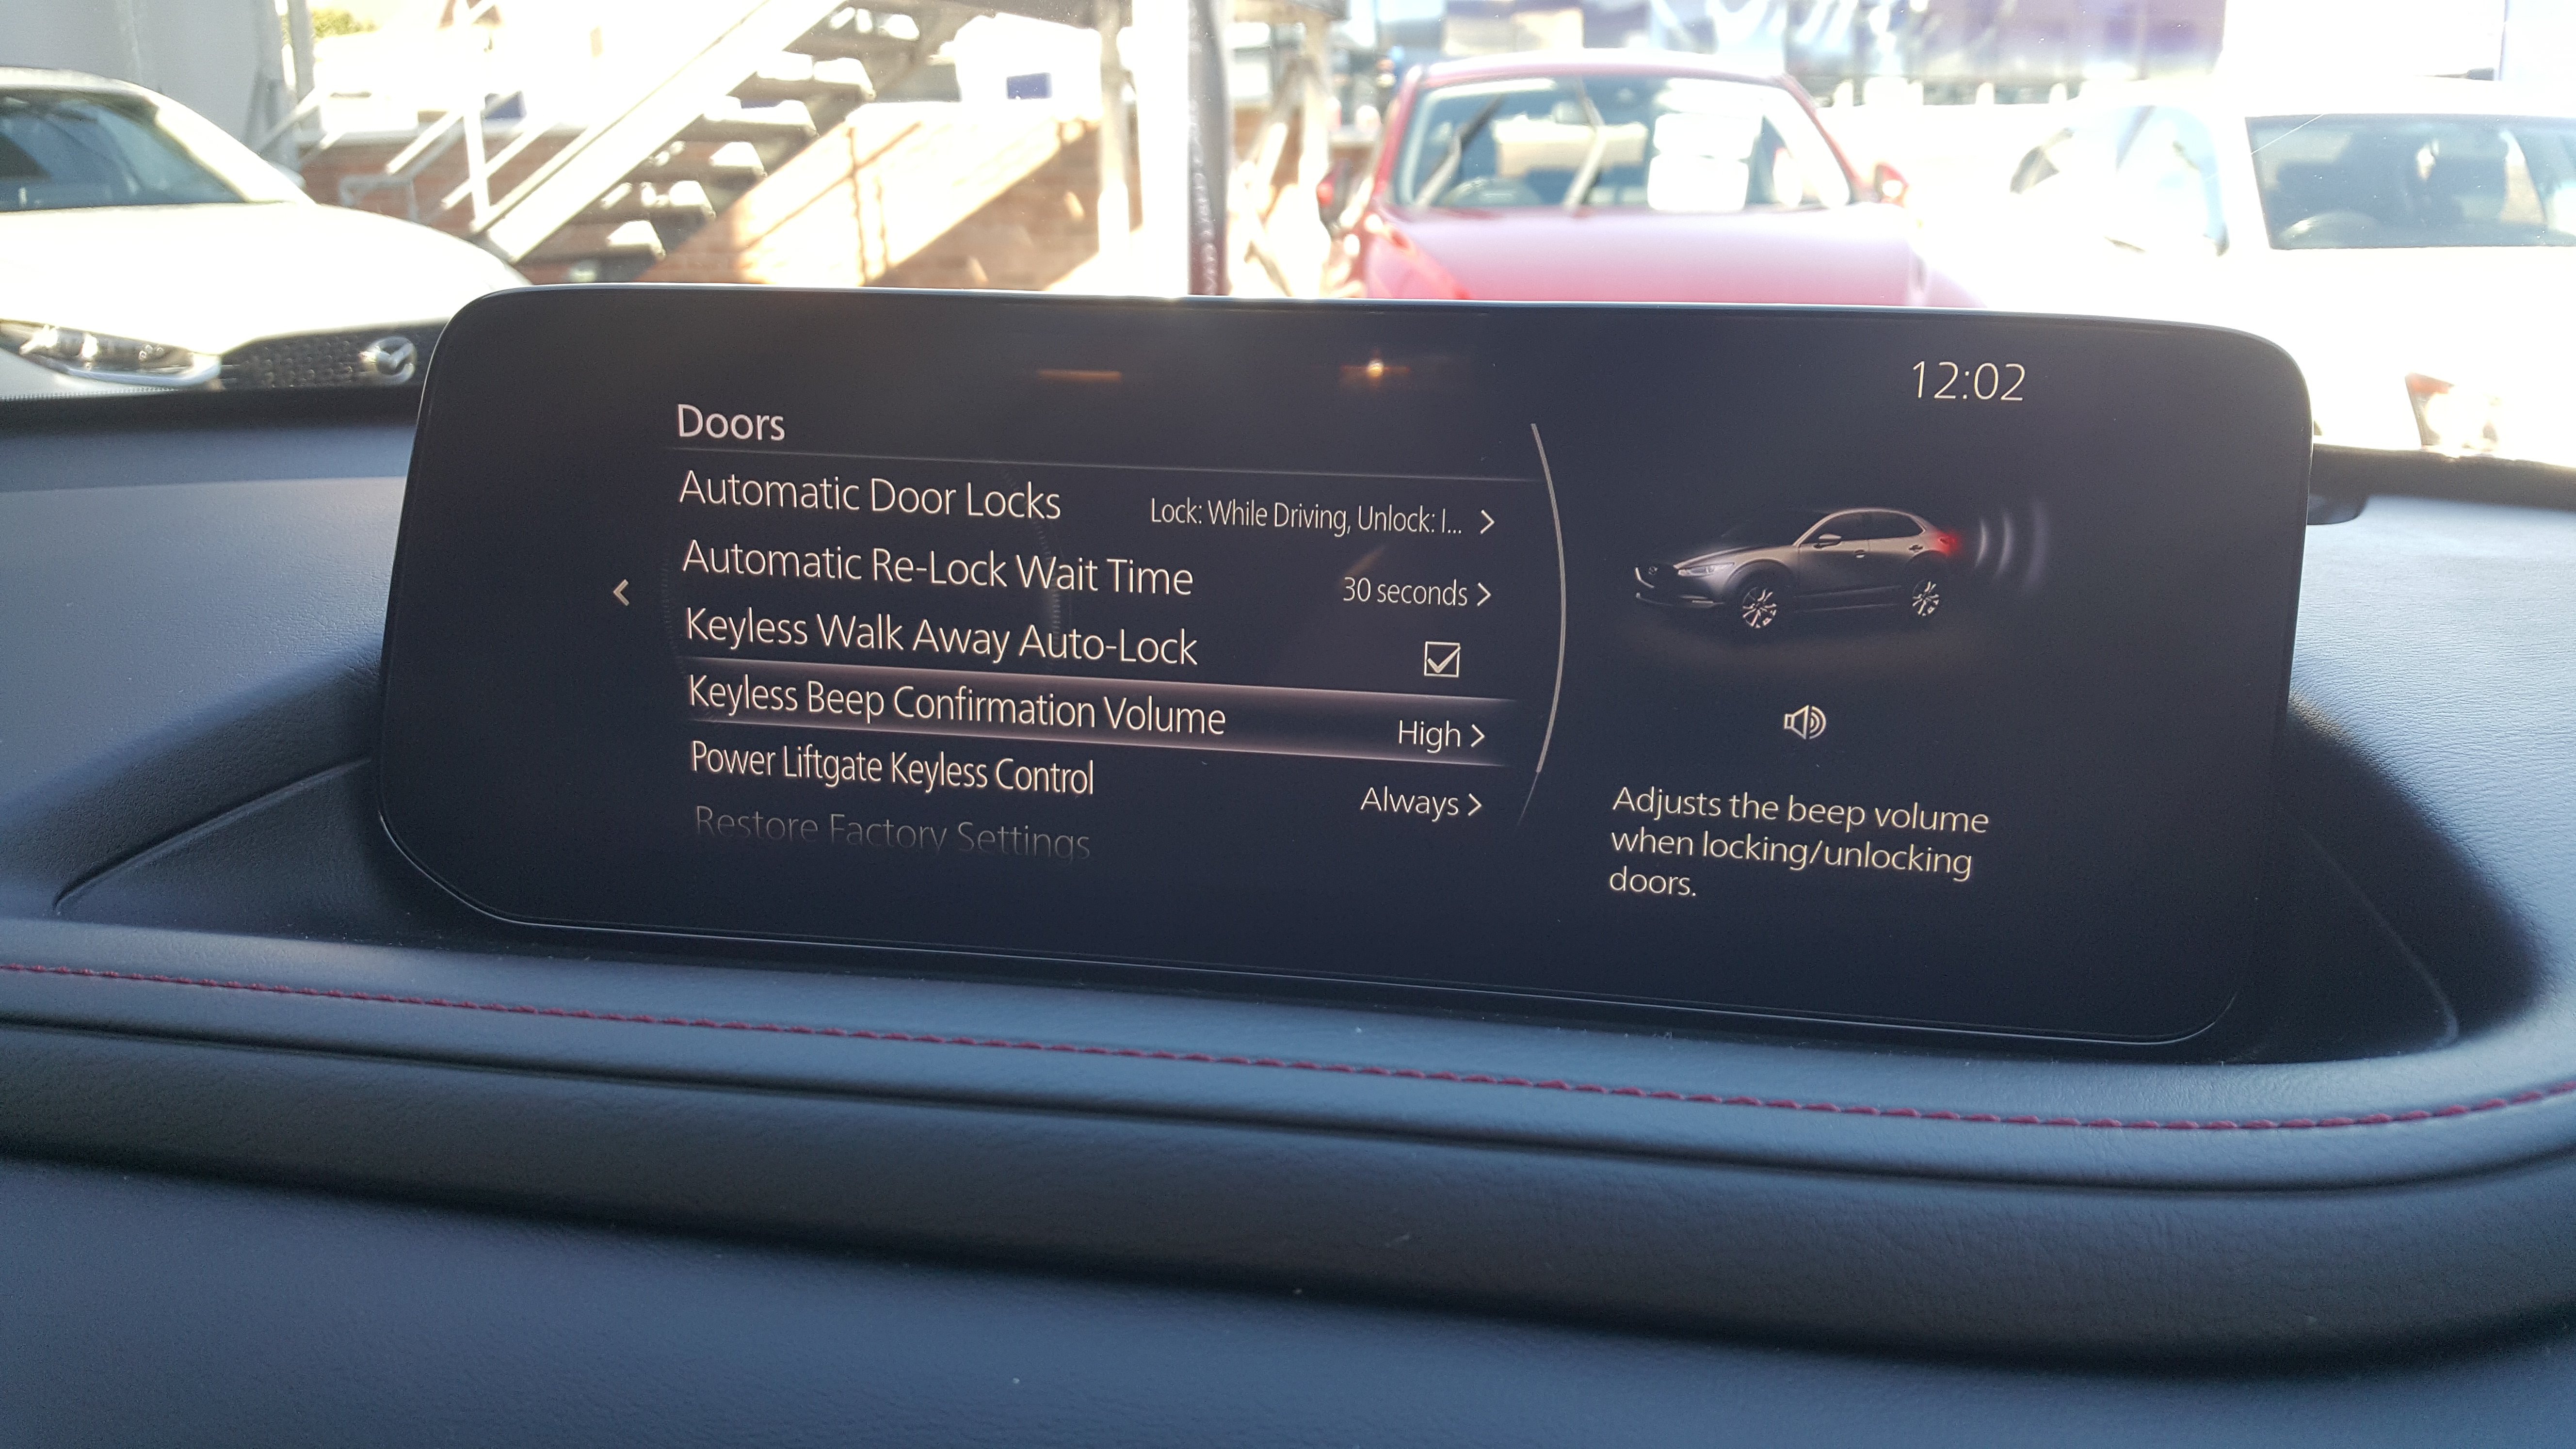 12:02
Doors
Automatic Door Locks Lock: While Driving, Unlock: I...
Automatic Re-Lock Wait Time 30 seconds
Keyless Walk Away Auto-Lock
Keyless Beep Confirmation Volume High
Power Liftgate Keyless Control Always
Restore Factory Settings
Adjusts the beep volume
when locking/unlocking
doors.